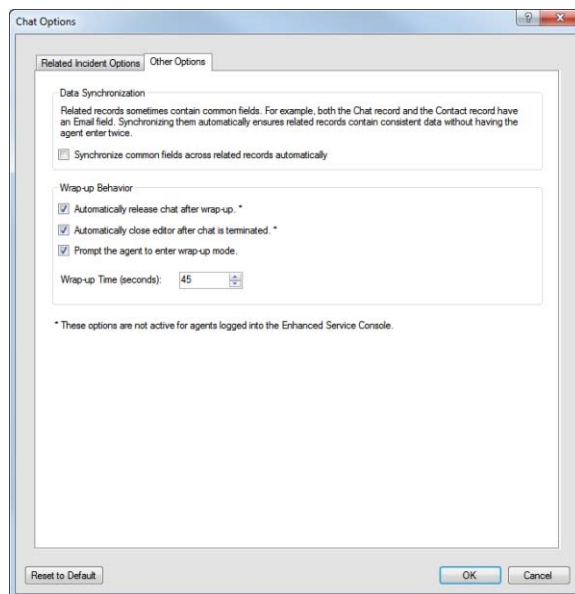 Chat Options
Related Incident Options
Other Options
Data Synchronization
Related records sometimes contain common fields. For example, both the Chat record and the Contact record have
an Email field. Synchronizing them automatically ensures related records contain consistent data without having the
agent enter twice.
Synchronize common fields across related records automatically
Wrap-up Behavior
Automatically release chat after wrap-up. *
Automatically close editor after chat is terminated. *
Prompt the agent to enter wrap-up mode.
Wrap-up Time (seconds): 45
* These options are not active for agents logged into the Enhanced Service Console.
Reset to Default
OK
Cancel